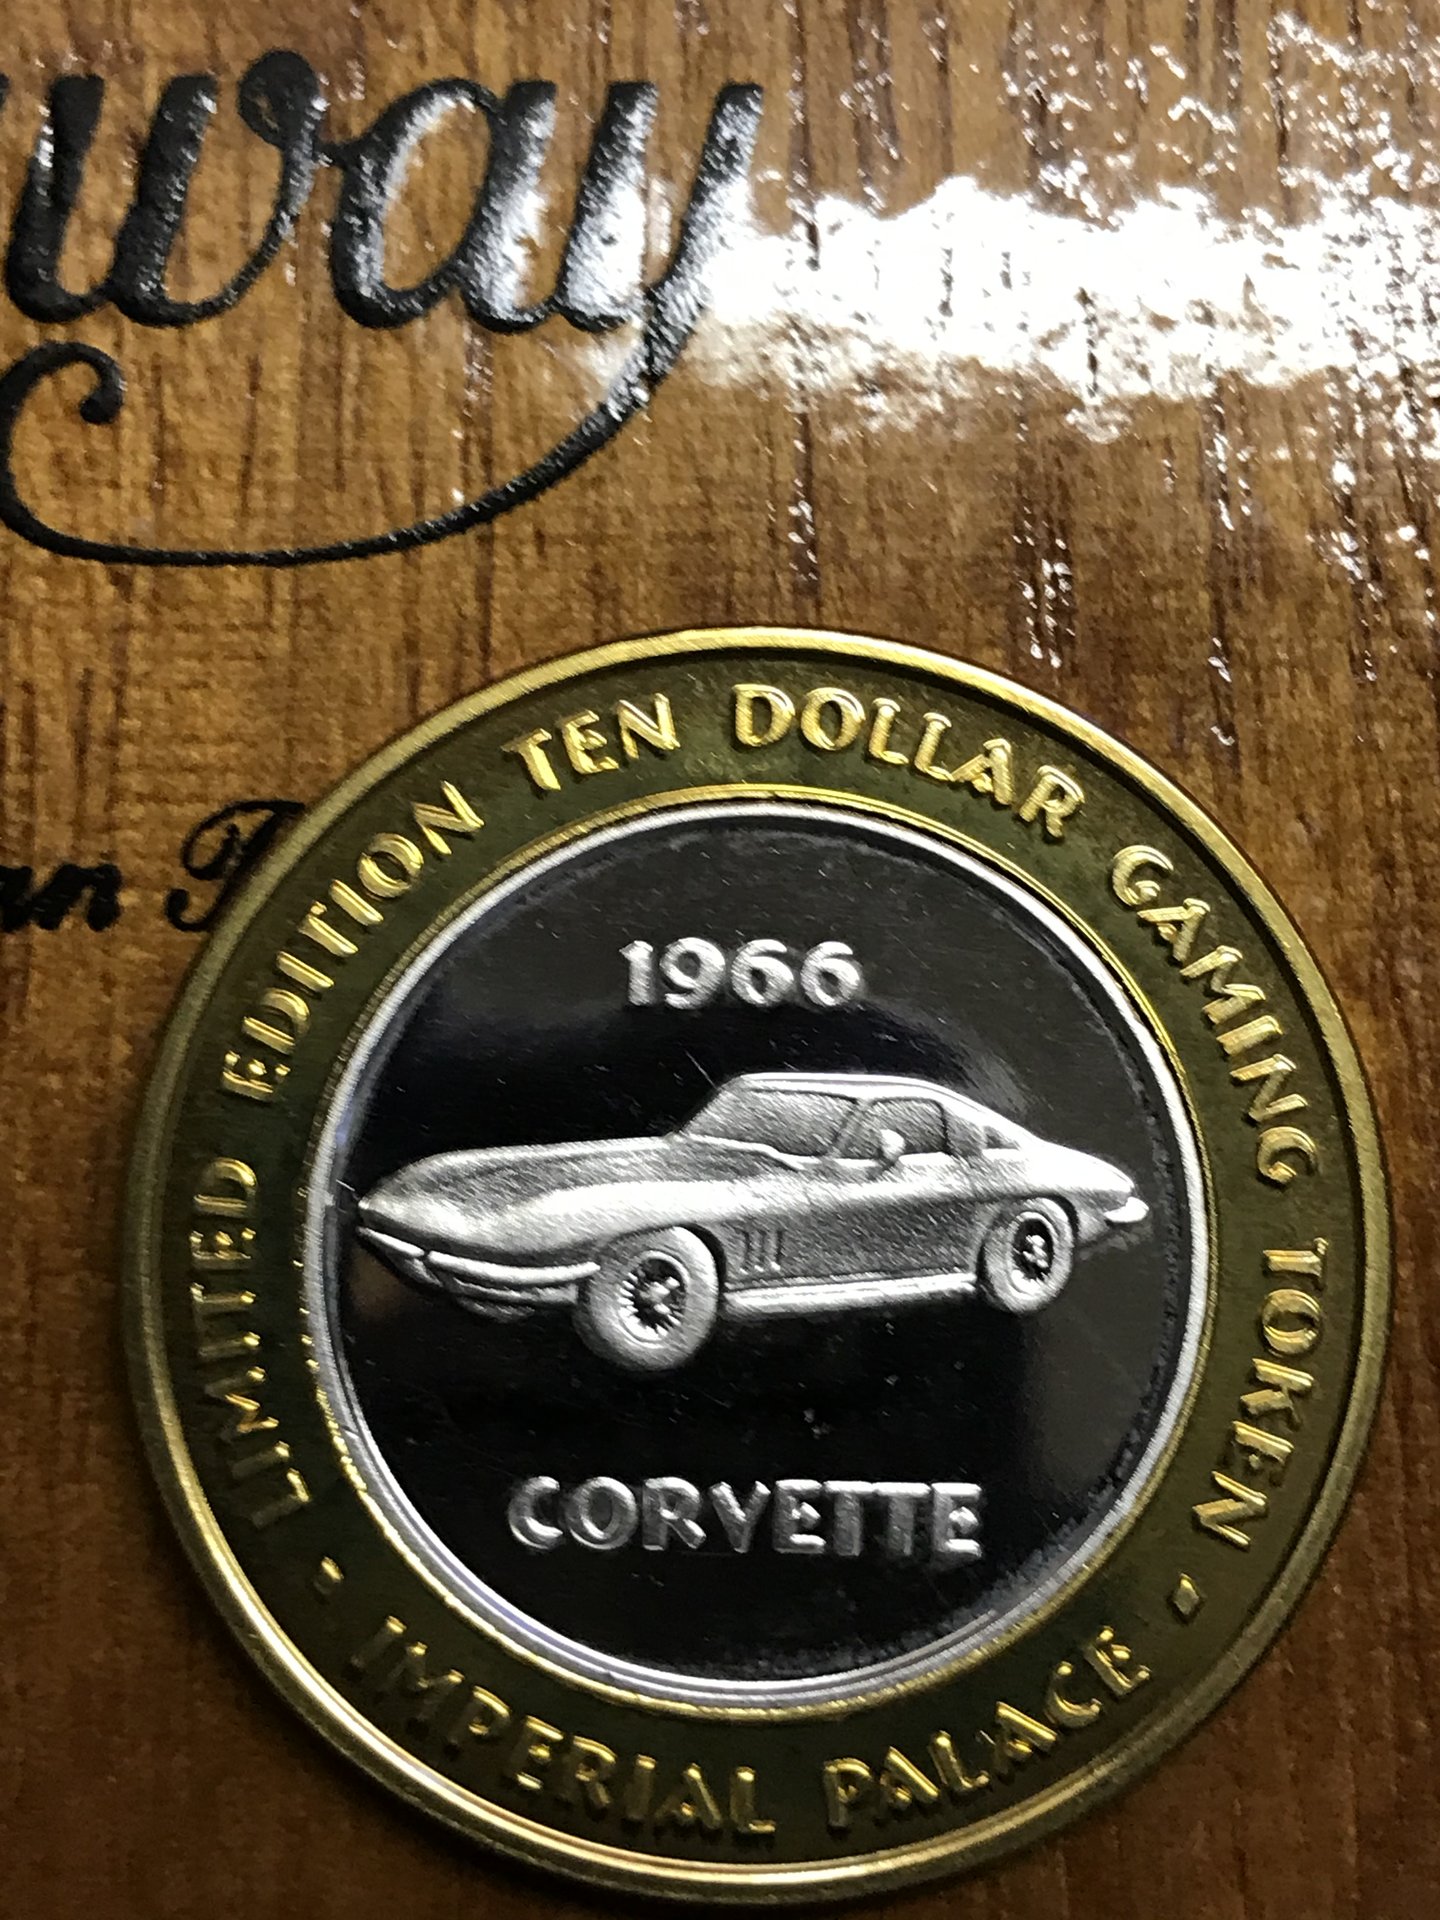 way
LIMITED EDITION TEN DOLLAR GAMING TOKEN
1966
CORVETTE
• IMPERIAL PALACE •